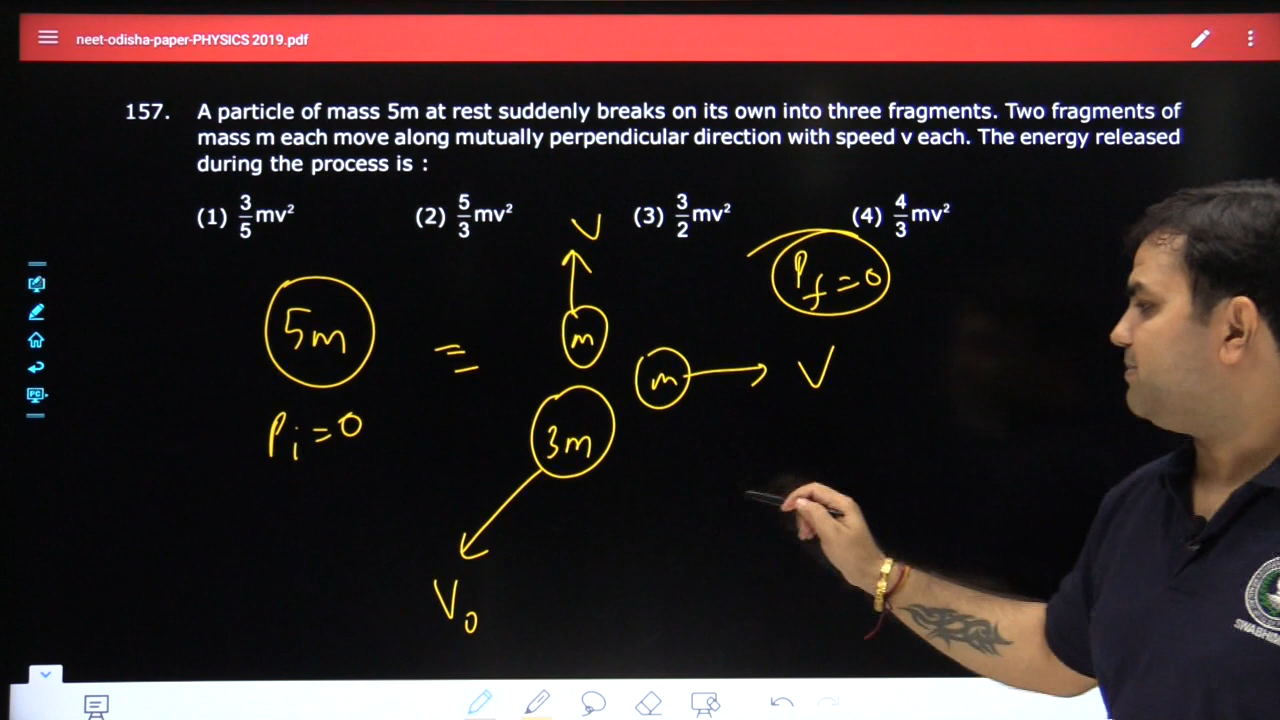 neet-odisha-paper-PHYSICS 2019.pdf
157. A particle of mass 5m at rest suddenly breaks on its own into three fragments. Two fragments of
mass m each move along mutually perpendicular direction with speed v each. The energy released
during the process is :
(1) 3/5 mv² (2) 5/3 mv² (3) 3/2 mv² (4) 4/3 mv²
V
Pf = 0
5m = m
m V
3m
Pi = 0
V0
PC